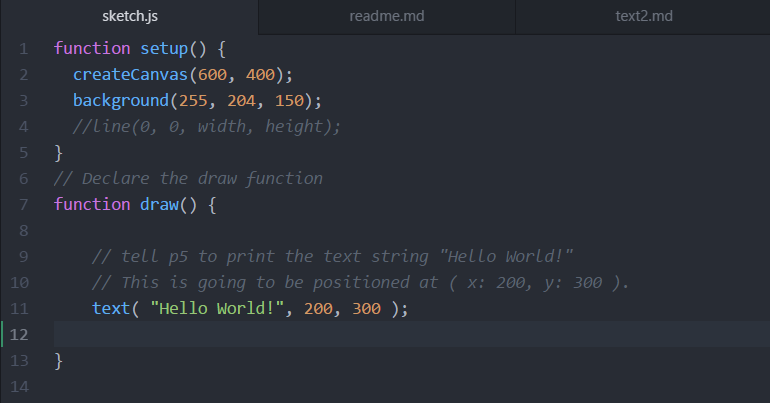 sketch.js readme.md text2.md
1 function setup() {
2   createCanvas(600, 400);
3   background(255, 204, 150);
4   //line(0, 0, width, height);
5 }
6 // Declare the draw function
7 function draw() {
8
9     // tell p5 to print the text string "Hello World!"
10     // This is going to be positioned at ( x: 200, y: 300 ).
11     text( "Hello World!", 200, 300 );
12
13 }
14